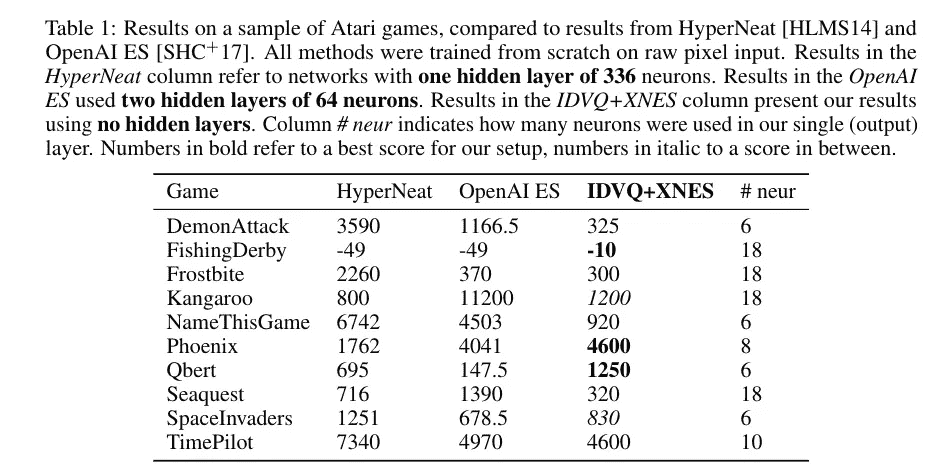 Table 1: Results on a sample of Atari games, compared to results from HyperNeat [HLMS14] and
OpenAI ES [SHC+17]. All methods were trained from scratch on raw pixel input. Results in the
HyperNeat column refer to networks with one hidden layer of 336 neurons. Results in the OpenAI
ES used two hidden layers of 64 neurons. Results in the IDVQ+XNES column present our results
using no hidden layers. Column # neur indicates how many neurons were used in our single (output)
layer. Numbers in bold refer to a best score for our setup, numbers in italic to a score in between.
Game HyperNeat OpenAI ES IDVQ+XNES # neur
DemonAttack 3590 1166.5 325 6
FishingDerby -49 -49 -10 18
Frostbite 2260 370 300 18
Kangaroo 800 11200 1200 18
NameThisGame 6742 4503 920 6
Phoenix 1762 4041 4600 8
Qbert 695 147.5 1250 6
Seaquest 716 1390 320 18
SpaceInvaders 1251 678.5 830 6
TimePilot 7340 4970 4600 10